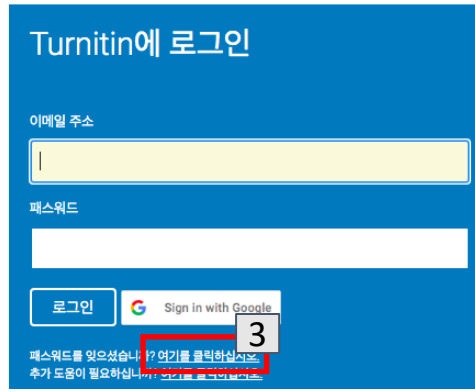 Turnitin에 로그인
이메일 주소
패스워드
로그인
Sign in with Google
3
패스워드를 잊으셨습니까? 여기를 클릭하십시오.
추가 도움이 필요하십니까? 여기를 클릭하십시오.